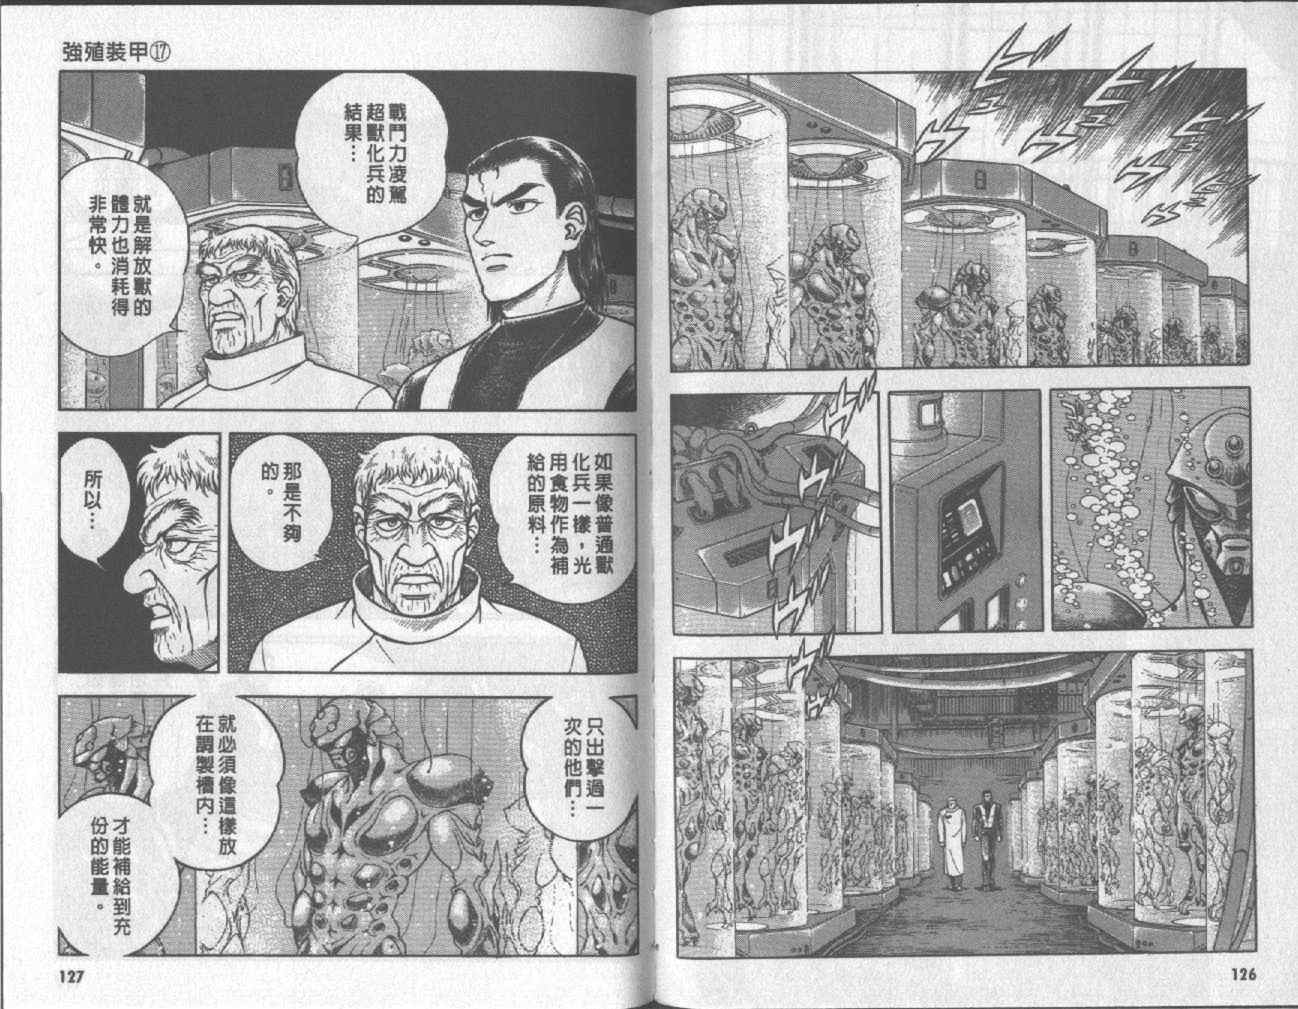 126
強殖裝甲⑰
戰鬥力凌駕
超獸化兵的
結果…
就是解放獸的
體力也消耗得
非常快。
如果像普通獸
化兵一樣，光
用食物作為補
給的原料…
那是不夠
的。
所以…
只出擊過一
次的他們…
就必須像這樣放
在調製槽內…
才能補給到充
份的能量。
127